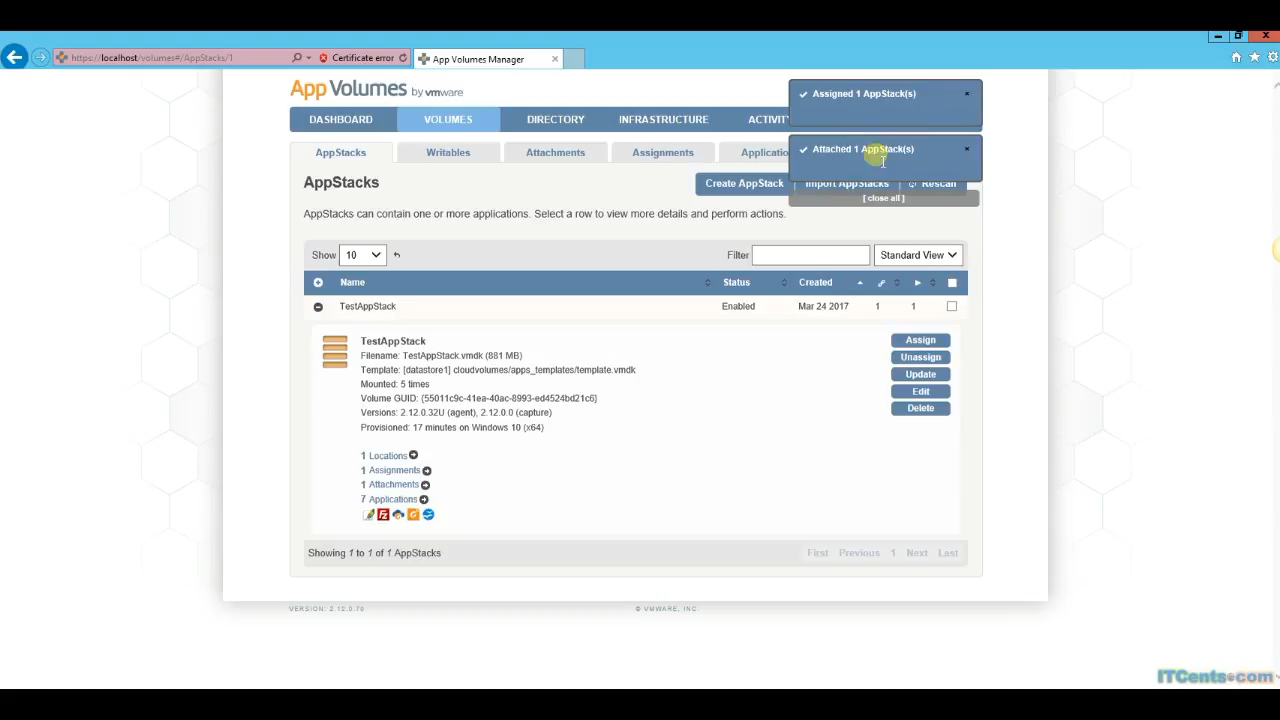 https://localhost/volumes#/AppStacks/1
Certificate error
App Volumes Manager
App Volumes by vmware
DASHBOARD VOLUMES DIRECTORY INFRASTRUCTURE ACTIVITY
Assigned 1 AppStack(s)
Attached 1 AppStack(s)
[ close all ]
AppStacks Writables Attachments Assignments Applicatio
AppStacks
Create AppStack Import AppStacks Rescan
AppStacks can contain one or more applications. Select a row to view more details and perform actions.
Show 10 Filter Standard View
Name Status Created
TestAppStack Enabled Mar 24 2017 1 1
TestAppStack
Filename: TestAppStack.vmdk (881 MB)
Template: [datastore1] cloudvolumes/apps_templates/template.vmdk
Mounted: 5 times
Volume GUID: {55011c9c-41ea-40ac-8993-ed4524bd21c6}
Versions: 2.12.0.32U (agent), 2.12.0.0 (capture)
Provisioned: 17 minutes on Windows 10 (x64)
1 Locations
1 Assignments
1 Attachments
7 Applications
Assign
Unassign
Update
Edit
Delete
Showing 1 to 1 of 1 AppStacks
First Previous 1 Next Last
VERSION: 2.12.0.70
© VMWARE, INC.
ITCents.com